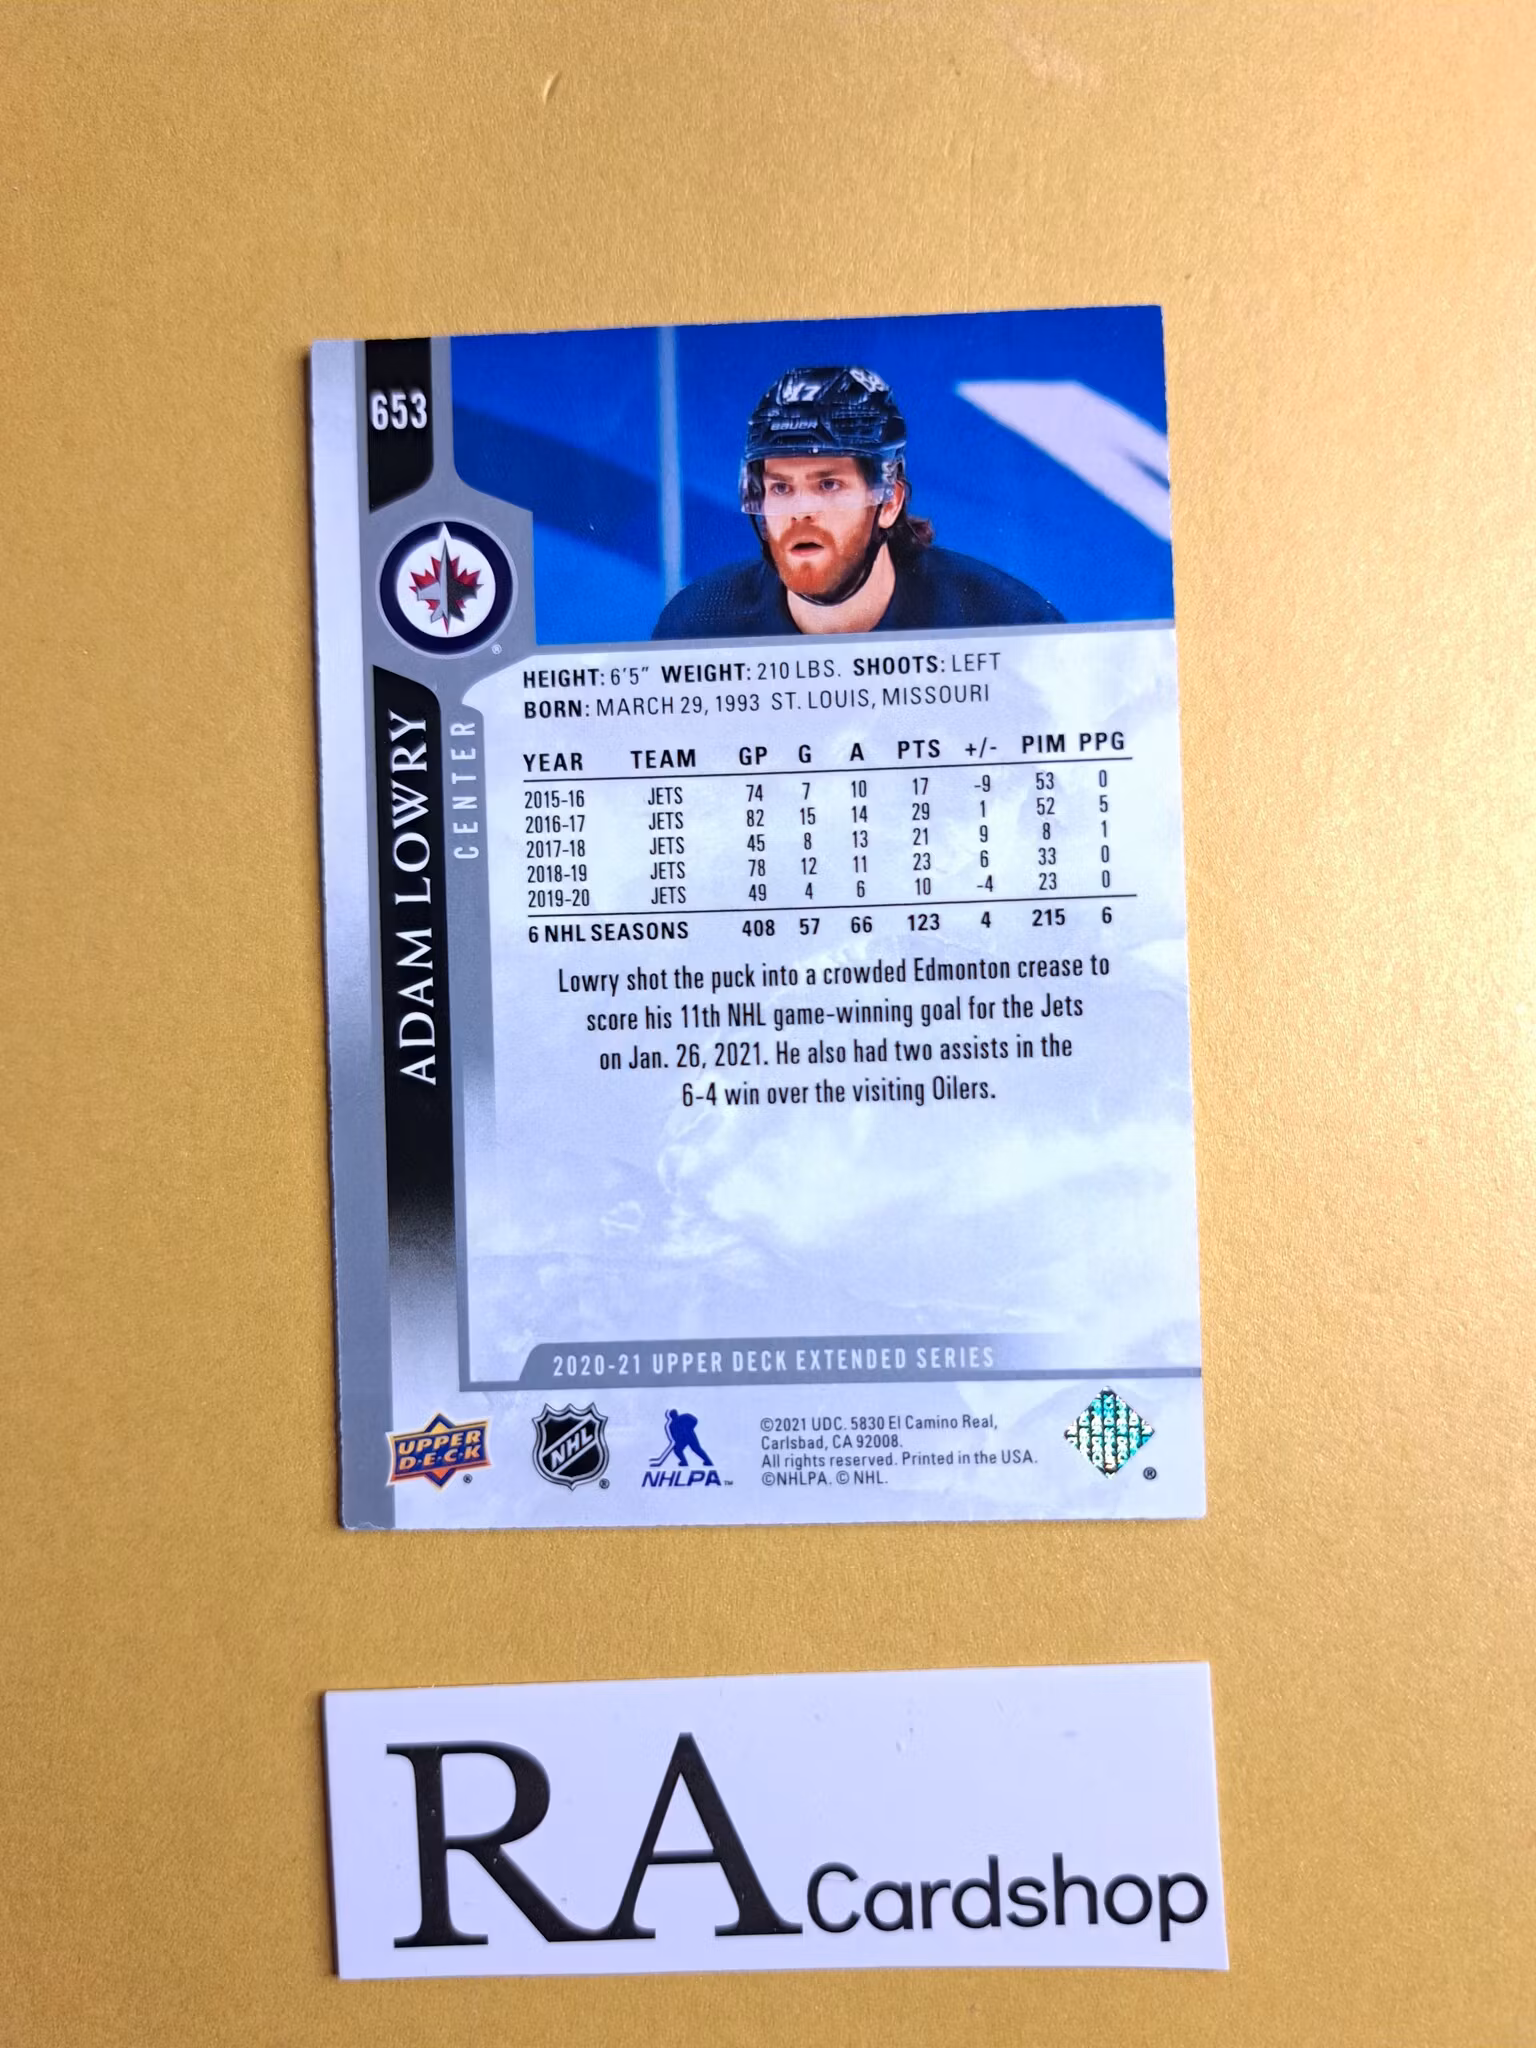 653
17
88
BAUER
®
ADAM LOWRY
CENTER
HEIGHT: 6'5" WEIGHT: 210 LBS. SHOOTS: LEFT
BORN: MARCH 29, 1993 ST. LOUIS, MISSOURI
YEAR TEAM GP G A PTS +/- PIM PPG
2015-16 JETS 74 7 10 17 -9 53 0
2016-17 JETS 82 15 14 29 1 52 5
2017-18 JETS 45 8 13 21 9 8 1
2018-19 JETS 78 12 11 23 6 33 0
2019-20 JETS 49 4 6 10 -4 23 0
6 NHL SEASONS 408 57 66 123 4 215 6
Lowry shot the puck into a crowded Edmonton crease to
score his 11th NHL game-winning goal for the Jets
on Jan. 26, 2021. He also had two assists in the
6-4 win over the visiting Oilers.
2020-21 UPPER DECK EXTENDED SERIES
UPPER
D·E·C·K
®
NHL
®
NHLPA™
©2021 UDC. 5830 El Camino Real,
Carlsbad, CA 92008.
All rights reserved. Printed in the USA.
©NHLPA. © NHL.
®
RA Cardshop